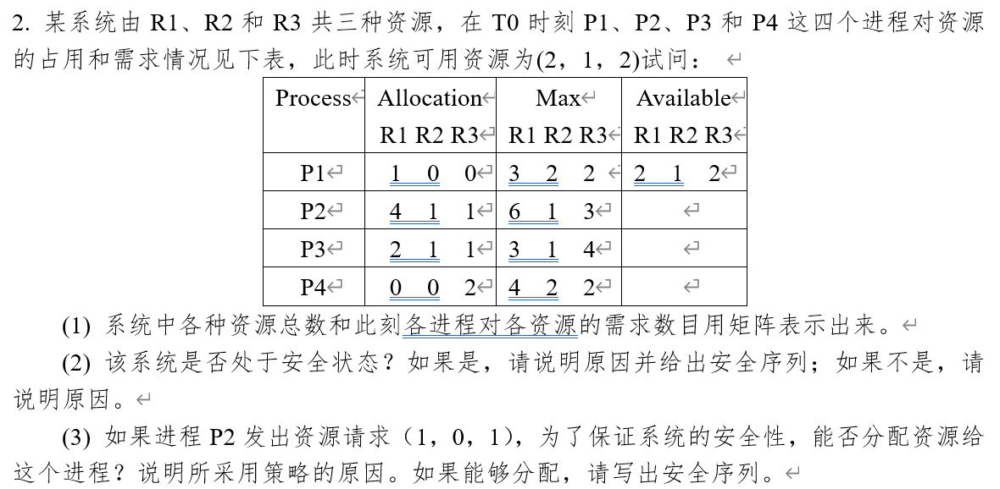 2. 某系统由 R1、R2 和 R3 共三种资源，在 T0 时刻 P1、P2、P3 和 P4 这四个进程对资源
的占用和需求情况见下表，此时系统可用资源为(2，1，2)试问：
Process Allocation Max Available
R1 R2 R3 R1 R2 R3 R1 R2 R3
P1 1 0 0 3 2 2 2 1 2
P2 4 1 1 6 1 3
P3 2 1 1 3 1 4
P4 0 0 2 4 2 2
(1) 系统中各种资源总数和此刻各进程对各资源的需求数目用矩阵表示出来。
(2) 该系统是否处于安全状态？如果是，请说明原因并给出安全序列；如果不是，请
说明原因。
(3) 如果进程 P2 发出资源请求（1，0，1），为了保证系统的安全性，能否分配资源给
这个进程？说明所采用策略的原因。如果能够分配，请写出安全序列。